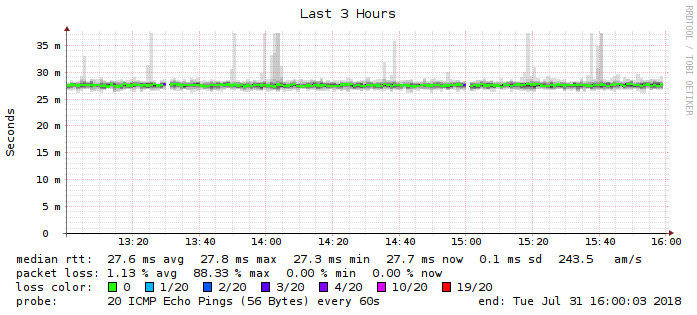 Last 3 Hours
RRDTOOL / TOBI OETIKER
Seconds
35 m
30 m
25 m
20 m
15 m
10 m
5 m
0
13:20 13:40 14:00 14:20 14:40 15:00 15:20 15:40 16:00
median rtt: 27.6 ms avg 27.8 ms max 27.3 ms min 27.7 ms now 0.1 ms sd 243.5 am/s
packet loss: 1.13 % avg 88.33 % max 0.00 % min 0.00 % now
loss color: 0 1/20 2/20 3/20 4/20 10/20 19/20
probe: 20 ICMP Echo Pings (56 Bytes) every 60s end: Tue Jul 31 16:00:03 2018